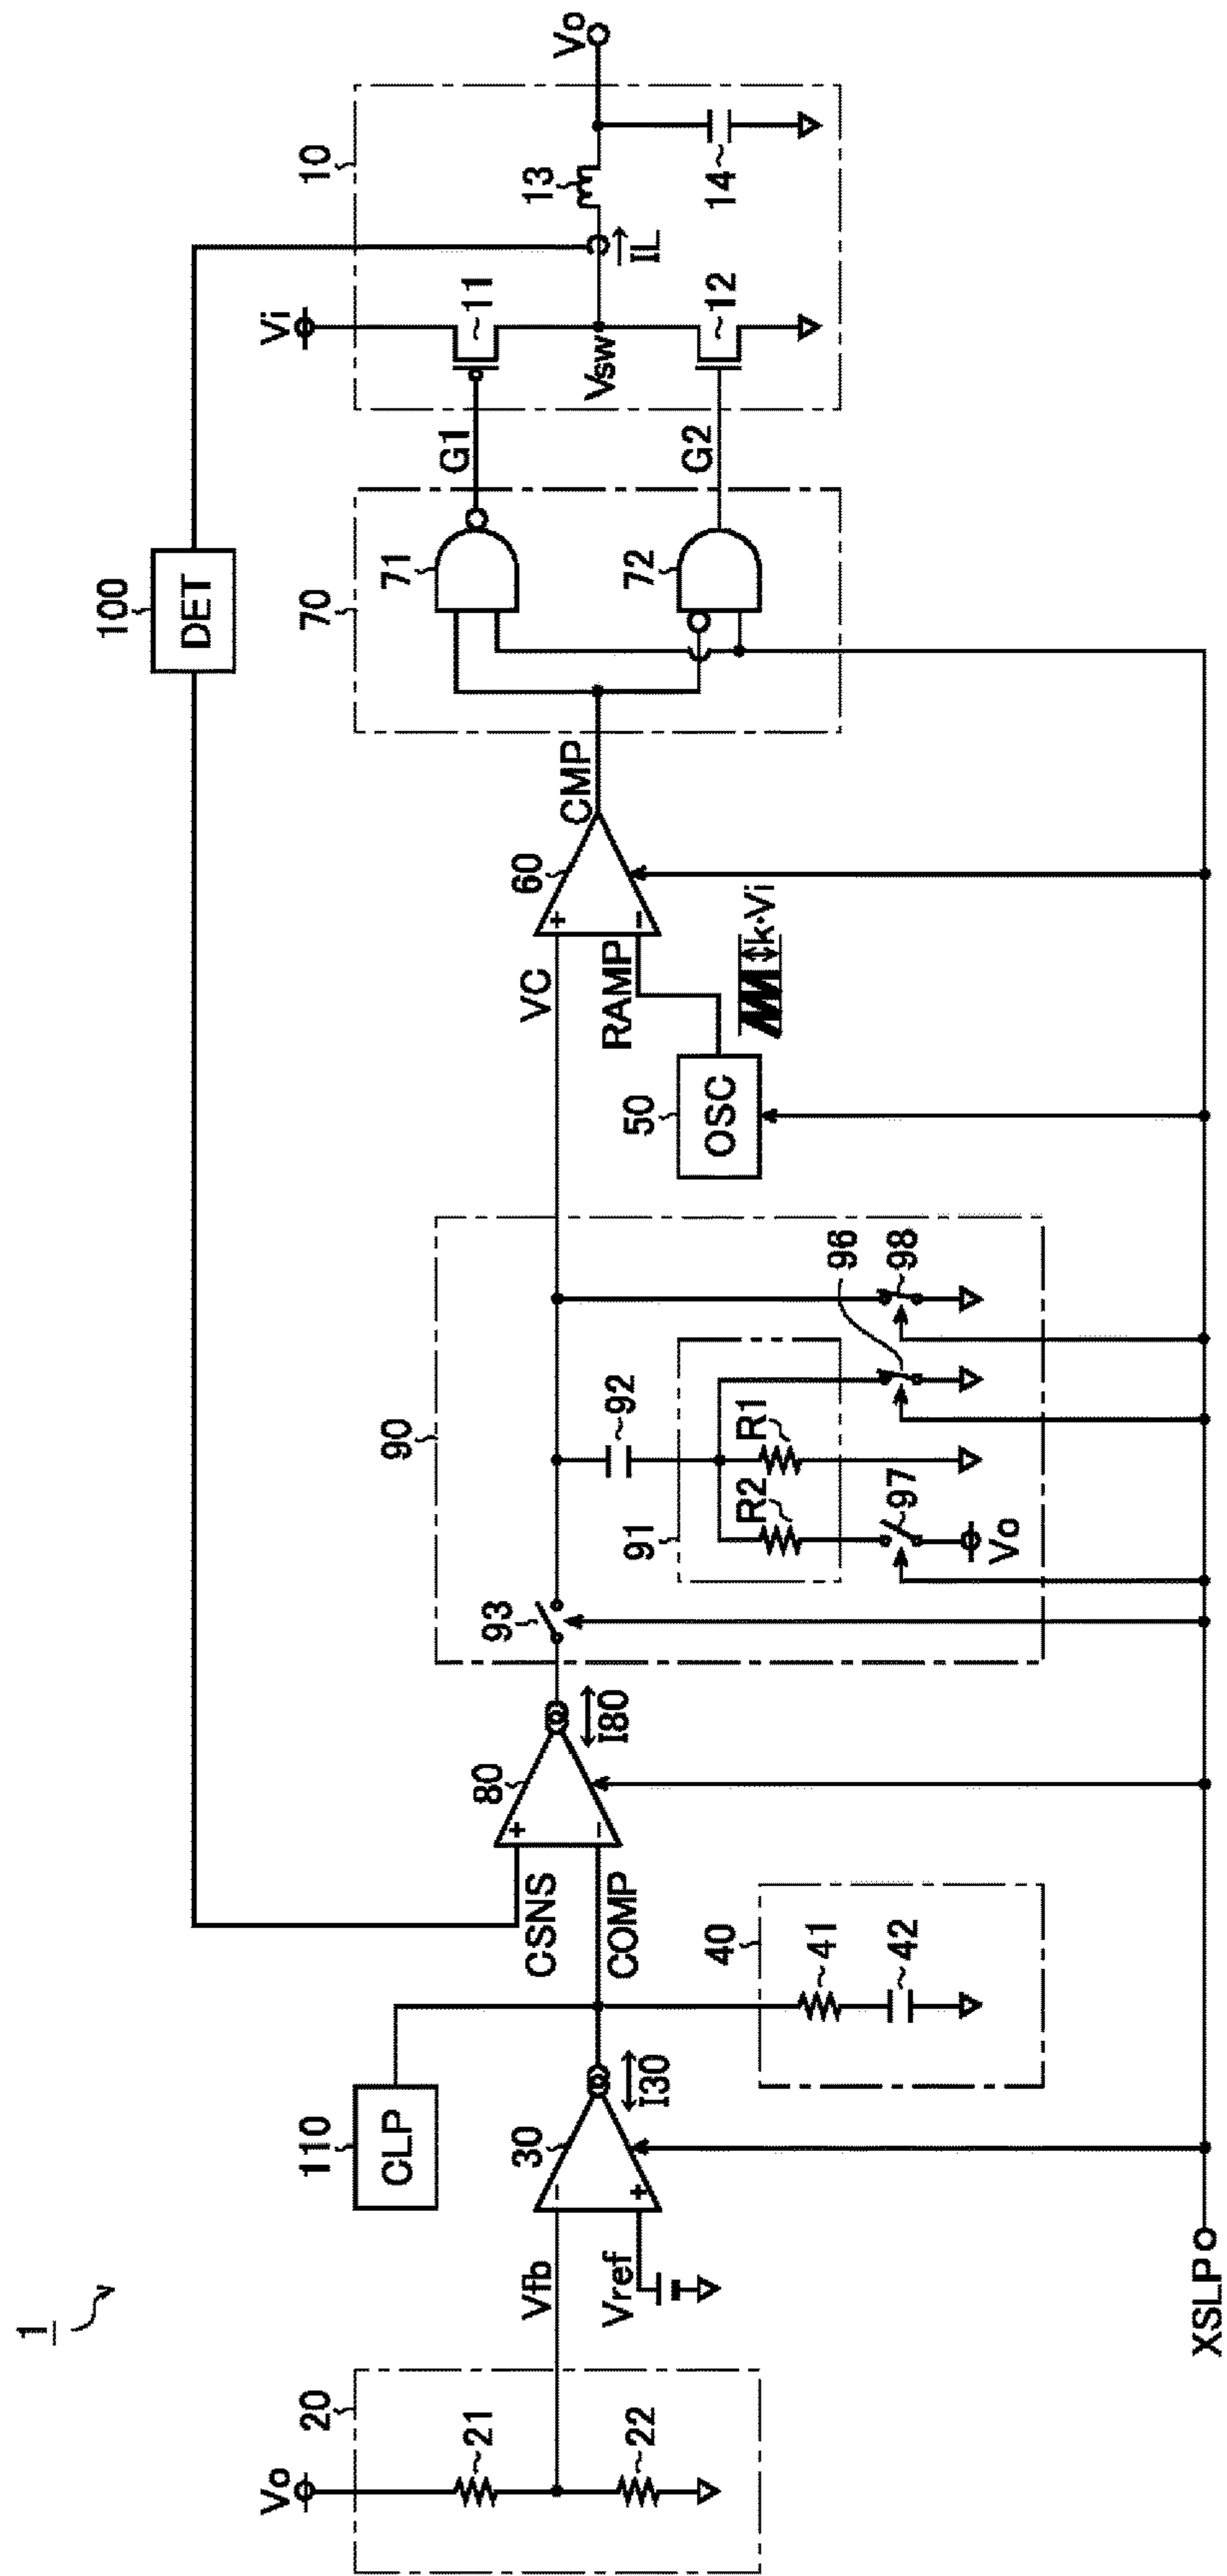 1
Vo
20
21
22
Vfb
Vref
110
CLP
30
-
+
I30
40
41
42
CSNS
COMP
80
+
-
I80
90
93
92
91
R2
R1
97
Vo
96
98
50
OSC
VC
RAMP
k·Vi
60
+
-
CMP
100
DET
70
71
72
G1
G2
10
Vi
11
12
Vsw
IL
13
14
Vo
XSLP